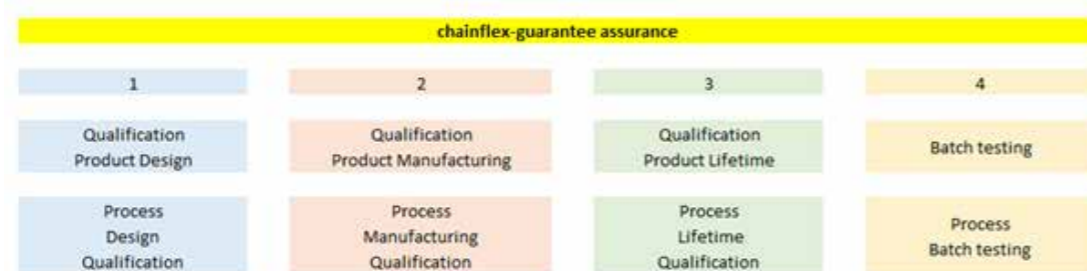 chainflex-guarantee assurance
1
2
3
4
Qualification
Product Design
Qualification
Product Manufacturing
Qualification
Product Lifetime
Batch testing
Process
Design
Qualification
Process
Manufacturing
Qualification
Process
Lifetime
Qualification
Process
Batch testing